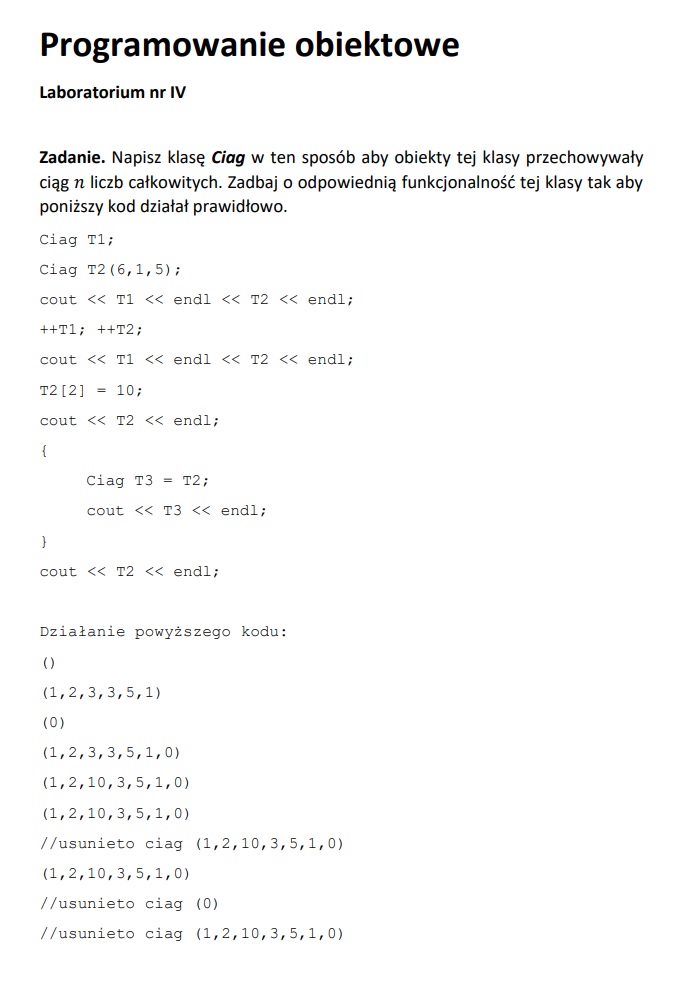 Programowanie obiektowe
Laboratorium nr IV
Zadanie. Napisz klasę Ciag w ten sposób aby obiekty tej klasy przechowywały
ciąg n liczb całkowitych. Zadbaj o odpowiednią funkcjonalność tej klasy tak aby
poniższy kod działał prawidłowo.
Ciag T1;
Ciag T2(6,1,5);
cout << T1 << endl << T2 << endl;
++T1; ++T2;
cout << T1 << endl << T2 << endl;
T2[2] = 10;
cout << T2 << endl;
{
Ciag T3 = T2;
cout << T3 << endl;
}
cout << T2 << endl;
Działanie powyższego kodu:
()
(1,2,3,3,5,1)
(0)
(1,2,3,3,5,1,0)
(1,2,10,3,5,1,0)
(1,2,10,3,5,1,0)
//usunieto ciag (1,2,10,3,5,1,0)
(1,2,10,3,5,1,0)
//usunieto ciag (0)
//usunieto ciag (1,2,10,3,5,1,0)